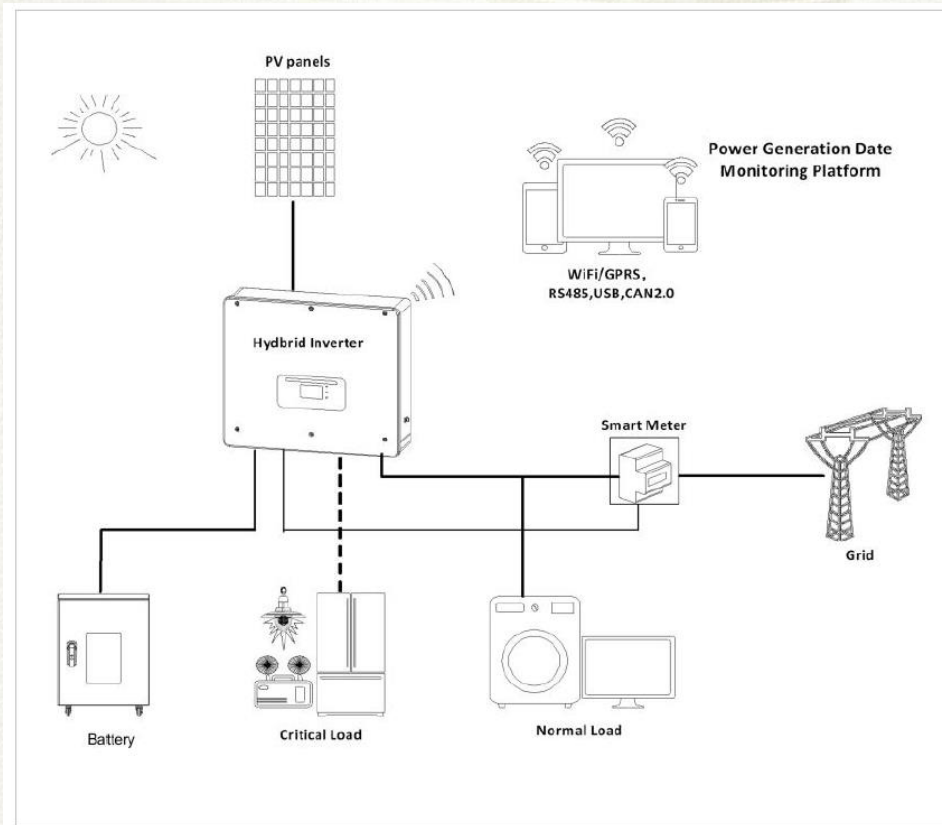 PV panels
Power Generation Date
Monitoring Platform
WiFi/GPRS,
RS485,USB,CAN2.0
Hydbrid Inverter
Smart Meter
Grid
Battery
Critical Load
Normal Load